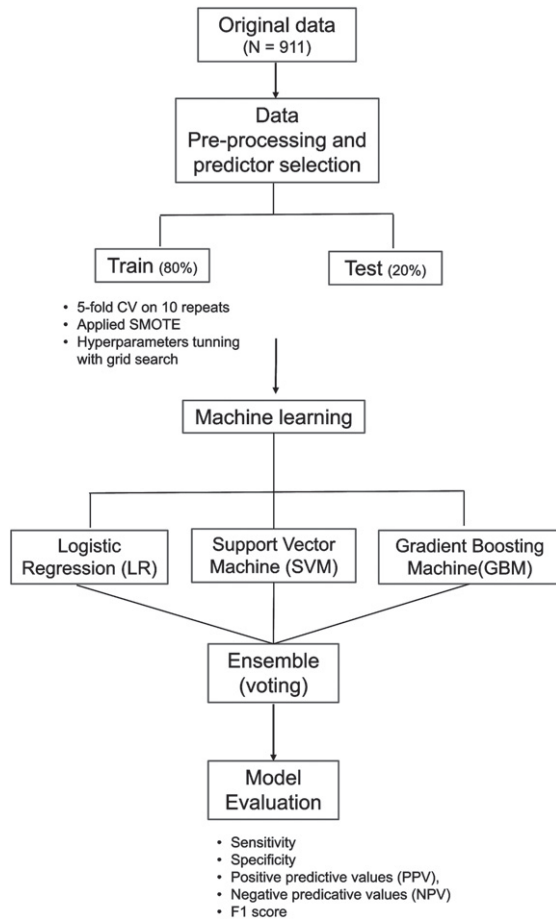 Original data
(N = 911)
Data
Pre-processing and
predictor selection
Train (80%)
Test (20%)
• 5-fold CV on 10 repeats
• Applied SMOTE
• Hyperparameters tunning
with grid search
Machine learning
Logistic
Regression (LR)
Support Vector
Machine (SVM)
Gradient Boosting
Machine(GBM)
Ensemble
(voting)
Model
Evaluation
• Sensitivity
• Specificity
• Positive predictive values (PPV),
• Negative predicative values (NPV)
• F1 score